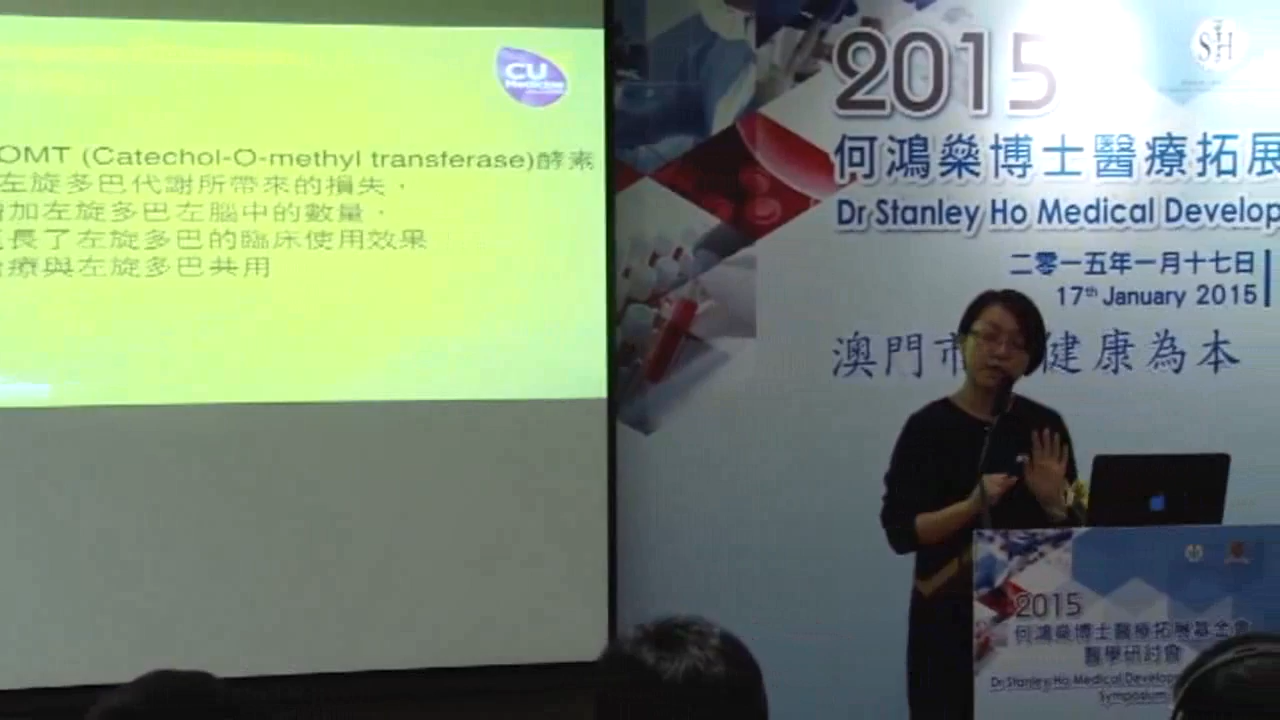 CU
Medicine
OMT (Catechol-O-methyl transferase)酵素
左旋多巴代謝所帶來的損失，
增加左旋多巴左腦中的數量，
延長了左旋多巴的臨床使用效果
治療與左旋多巴共用
2015
何鴻燊博士醫療拓展
Dr Stanley Ho Medical Develop
二零一五年一月十七日
17th January 2015
澳門市 健康為本
SH
2015
何鴻燊博士醫療拓展基金會
醫學研討會
Dr Stanley Ho Medical Develop
Symposium